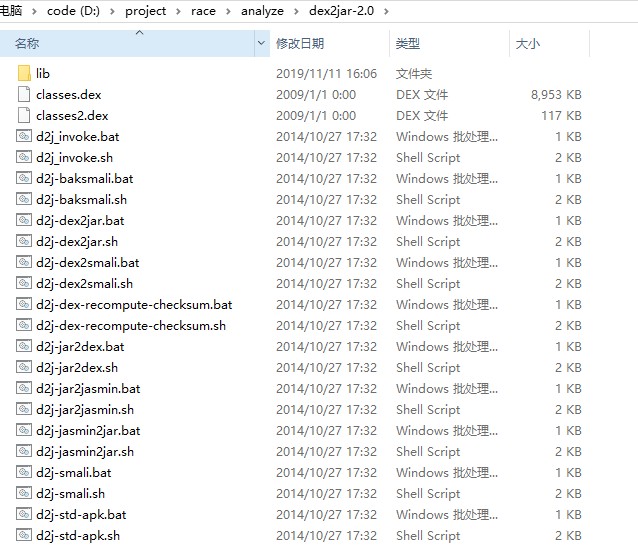 电脑 > code (D:) > project > race > analyze > dex2jar-2.0 >
名称 修改日期 类型 大小
lib 2019/11/11 16:06 文件夹
classes.dex 2009/1/1 0:00 DEX 文件 8,953 KB
classes2.dex 2009/1/1 0:00 DEX 文件 117 KB
d2j_invoke.bat 2014/10/27 17:32 Windows 批处理... 1 KB
d2j_invoke.sh 2014/10/27 17:32 Shell Script 2 KB
d2j-baksmali.bat 2014/10/27 17:32 Windows 批处理... 1 KB
d2j-baksmali.sh 2014/10/27 17:32 Shell Script 2 KB
d2j-dex2jar.bat 2014/10/27 17:32 Windows 批处理... 1 KB
d2j-dex2jar.sh 2014/10/27 17:32 Shell Script 2 KB
d2j-dex2smali.bat 2014/10/27 17:32 Windows 批处理... 1 KB
d2j-dex2smali.sh 2014/10/27 17:32 Shell Script 2 KB
d2j-dex-recompute-checksum.bat 2014/10/27 17:32 Windows 批处理... 1 KB
d2j-dex-recompute-checksum.sh 2014/10/27 17:32 Shell Script 2 KB
d2j-jar2dex.bat 2014/10/27 17:32 Windows 批处理... 1 KB
d2j-jar2dex.sh 2014/10/27 17:32 Shell Script 2 KB
d2j-jar2jasmin.bat 2014/10/27 17:32 Windows 批处理... 1 KB
d2j-jar2jasmin.sh 2014/10/27 17:32 Shell Script 2 KB
d2j-jasmin2jar.bat 2014/10/27 17:32 Windows 批处理... 1 KB
d2j-jasmin2jar.sh 2014/10/27 17:32 Shell Script 2 KB
d2j-smali.bat 2014/10/27 17:32 Windows 批处理... 1 KB
d2j-smali.sh 2014/10/27 17:32 Shell Script 2 KB
d2j-std-apk.bat 2014/10/27 17:32 Windows 批处理... 1 KB
d2j-std-apk.sh 2014/10/27 17:32 Shell Script 2 KB